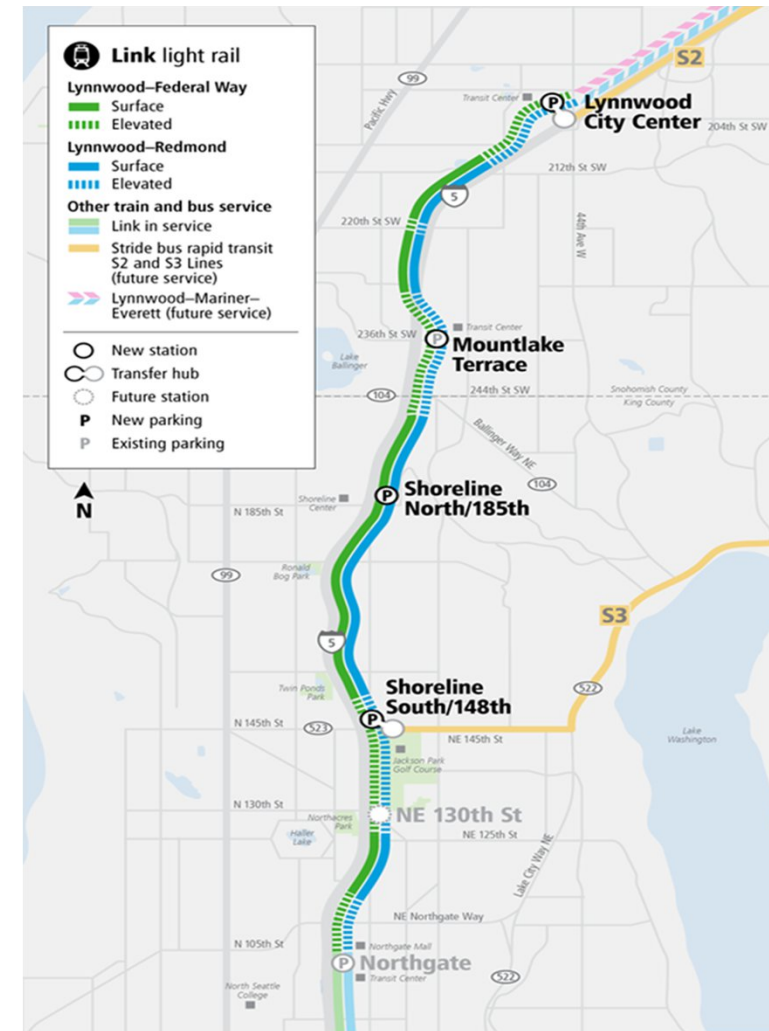 Link light rail
Lynnwood–Federal Way
Surface
Elevated
Lynnwood–Redmond
Surface
Elevated
Other train and bus service
Link in service
Stride bus rapid transit
S2 and S3 Lines
(future service)
Lynnwood–Mariner–
Everett (future service)
New station
Transfer hub
Future station
P New parking
P Existing parking
N
S2
99
Pacific Hwy
Transit Center
P
Lynnwood
City Center
204th St SW
212th St SW
5
44th Ave W
220th St SW
236th St SW
Transit Center
P
Mountlake
Terrace
Lake
Ballinger
104
244th St SW
Snohomish County
King County
Ballinger Way NE
104
Shoreline
Center
P
Shoreline
North/185th
N 185th St
99
Ronald
Bog Park
S3
5
522
Twin Ponds
Park
Shoreline
South/148th
P
N 145th St
523
NE 145th St
Lake
Washington
Jackson Park
Golf Course
N 130th St
Northacres
Park
NE 130th St
Haller
Lake
NE 125th St
Lake City Way NE
NE Northgate Way
N 105th St
Northgate Mall
P
Northgate
Transit Center
North Seattle
College
522